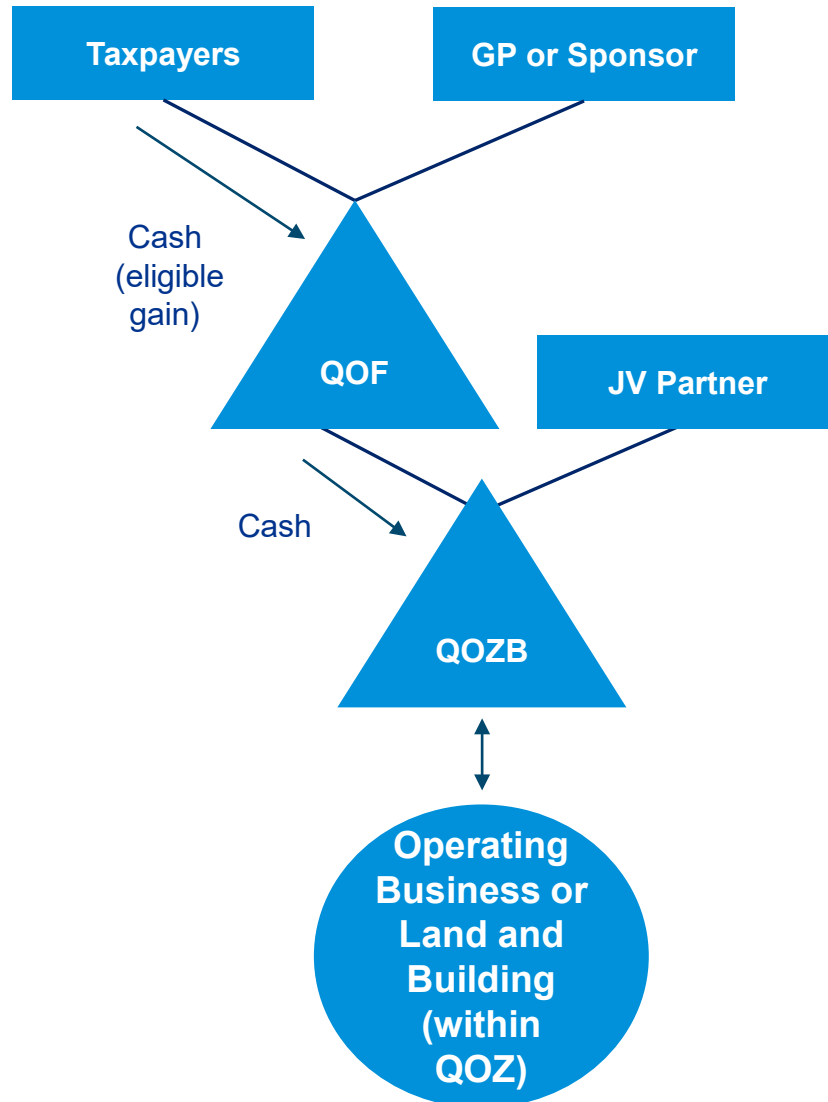 Taxpayers
GP or Sponsor
Cash
(eligible
gain)
QOF
JV Partner
Cash
QOZB
Operating
Business or
Land and
Building
(within
QOZ)